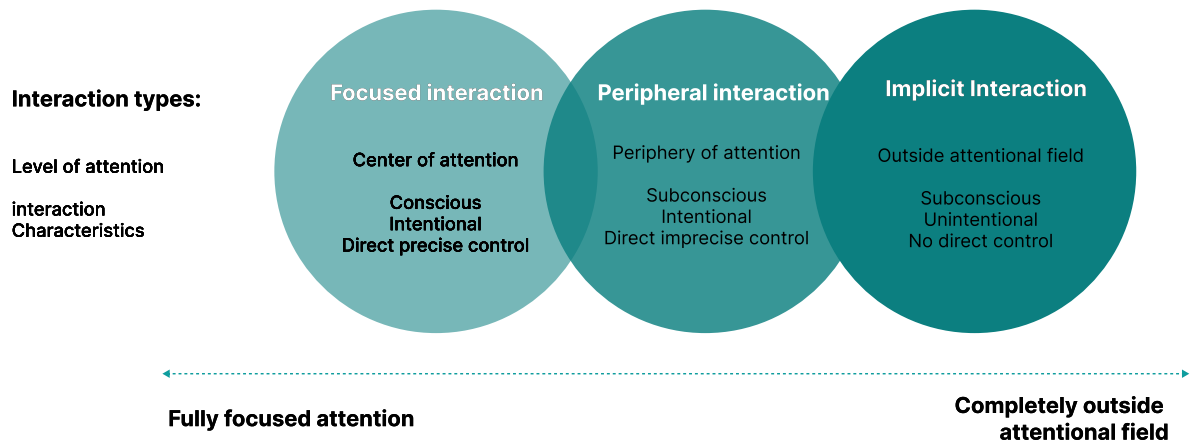 Interaction types:
Focused interaction
Peripheral interaction
Implicit Interaction
Level of attention
Center of attention
Periphery of attention
Outside attentional field
interaction
Characteristics
Conscious
Intentional
Direct precise control
Subconscious
Intentional
Direct imprecise control
Subconscious
Unintentional
No direct control
Fully focused attention
Completely outside
attentional field